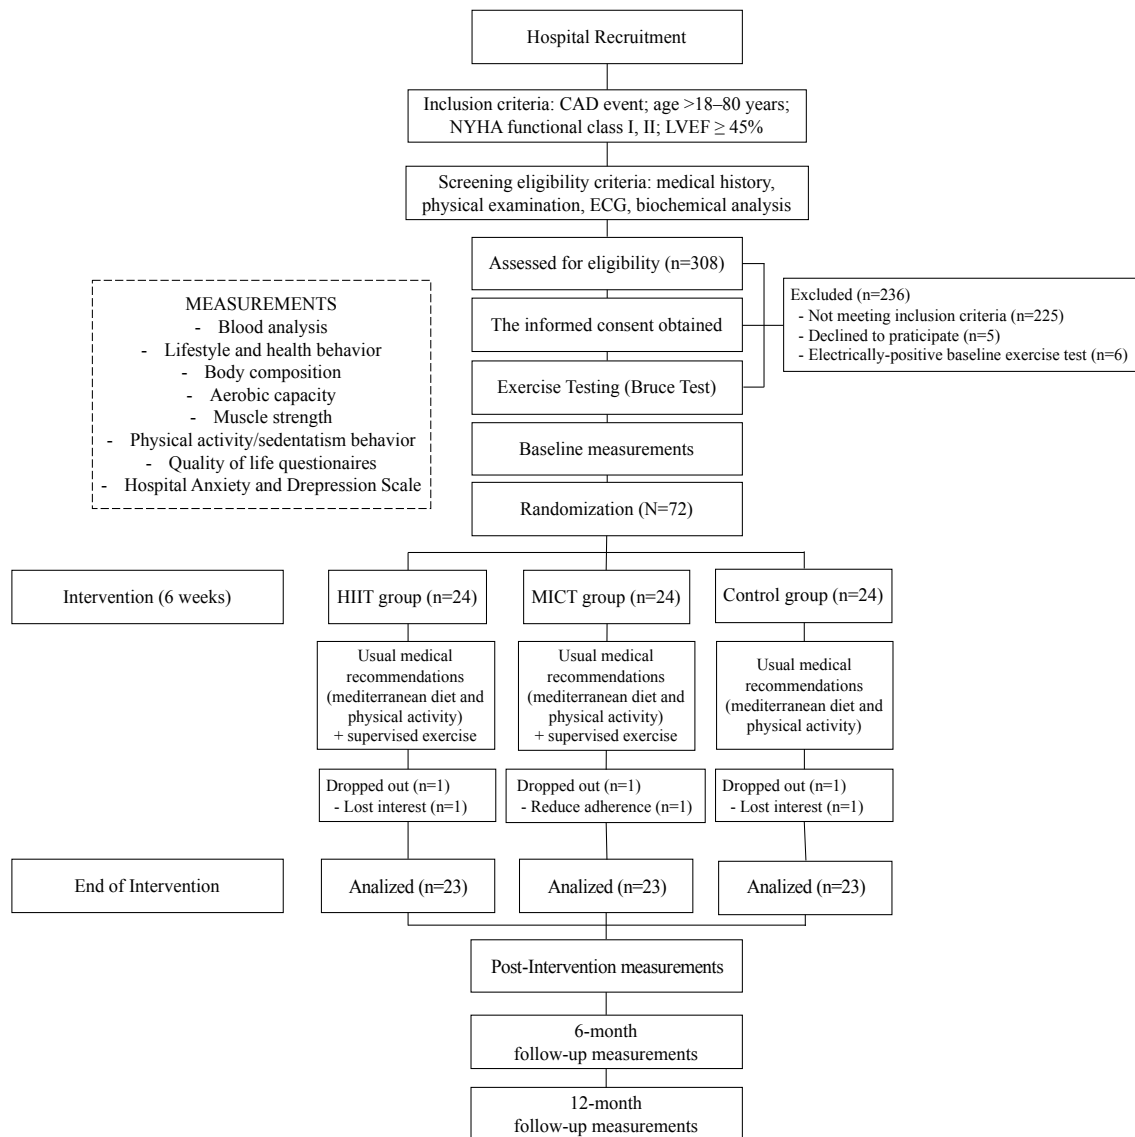 Hospital Recruitment
Inclusion criteria: CAD event; age >18–80 years;
NYHA functional class I, II; LVEF ≥ 45%
Screening eligibility criteria: medical history,
physical examination, ECG, biochemical analysis
Assessed for eligibility (n=308)
Excluded (n=236)
- Not meeting inclusion criteria (n=225)
- Declined to praticipate (n=5)
- Electrically-positive baseline exercise test (n=6)
MEASUREMENTS
- Blood analysis
- Lifestyle and health behavior
- Body composition
- Aerobic capacity
- Muscle strength
- Physical activity/sedentatism behavior
- Quality of life questionaires
- Hospital Anxiety and Drepression Scale
The informed consent obtained
Exercise Testing (Bruce Test)
Baseline measurements
Randomization (N=72)
Intervention (6 weeks)
HIIT group (n=24)
MICT group (n=24)
Control group (n=24)
Usual medical
recommendations
(mediterranean diet and
physical activity)
+ supervised exercise
Usual medical
recommendations
(mediterranean diet and
physical activity)
+ supervised exercise
Usual medical
recommendations
(mediterranean diet and
physical activity)
Dropped out (n=1)
- Lost interest (n=1)
Dropped out (n=1)
- Reduce adherence (n=1)
Dropped out (n=1)
- Lost interest (n=1)
End of Intervention
Analized (n=23)
Analized (n=23)
Analized (n=23)
Post-Intervention measurements
6-month
follow-up measurements
12-month
follow-up measurements